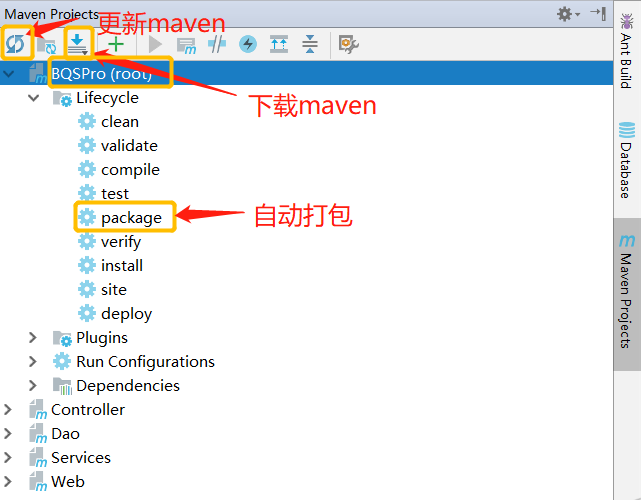 Maven Projects
更新maven
BQSPro (root)
下载maven
Lifecycle
clean
validate
compile
test
package
自动打包
verify
install
site
deploy
Plugins
Run Configurations
Dependencies
Controller
Dao
Services
Web
Ant Build
Database
Maven Projects